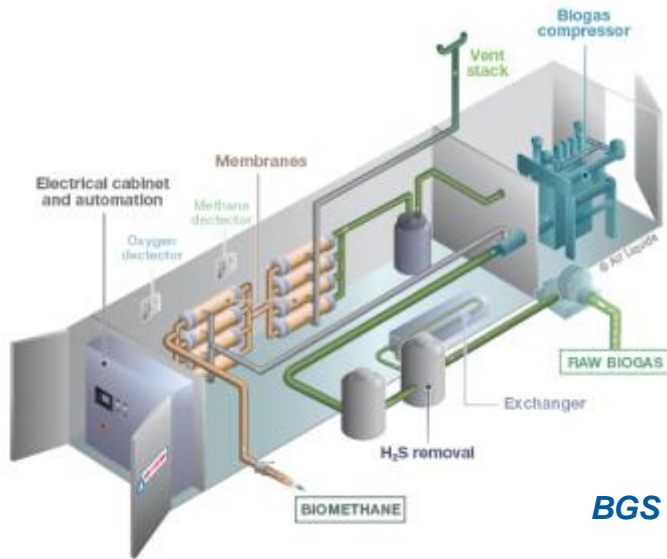 Biogas
compressor
Vent
stack
Membranes
Electrical cabinet
and automation
Methane
dectector
Oxygen
dectector
© Air Liquide
RAW BIOGAS
Exchanger
H₂S removal
BIOMETHANE
BGS